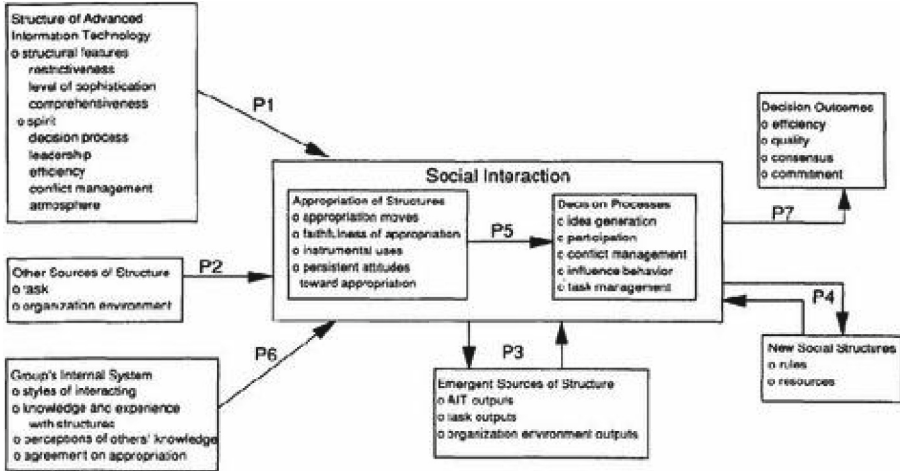 Structure of Advanced
Information Technology
o structural features
restrictiveness
level of sophistication
comprehensiveness
o spirit
decision process
leadership
efficiency
conflict management
atmosphere
P1
Decision Outcomes
o efficiency
o quality
o consensus
o commitment
Social Interaction
Appropriation of Structures
o appropriation moves
o faithfulness of appropriation
o instrumental uses
o persistent attitudes
toward appropriation
P5
Decision Processes
o idea generation
o participation
o conflict management
o influence behavior
o task management
P7
Other Sources of Structure
o task
o organization environment
P2
P4
New Social Structures
o rules
o resources
P6
P3
Group's Internal System
o styles of interacting
o knowledge and experience
with structures
o perceptions of others' knowledge
o agreement on appropriation
Emergent Sources of Structure
o AIT outputs
o task outputs
o organization environment outputs